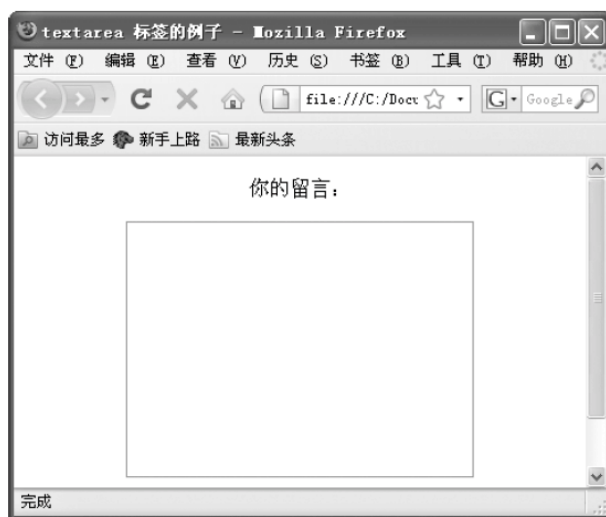 textarea 标签的例子 - Mozilla Firefox
文件 (F) 编辑 (E) 查看 (V) 历史 (S) 书签 (B) 工具 (T) 帮助 (H)
file:///C:/Docu G Google
访问最多 新手上路 最新头条
你的留言：
完成